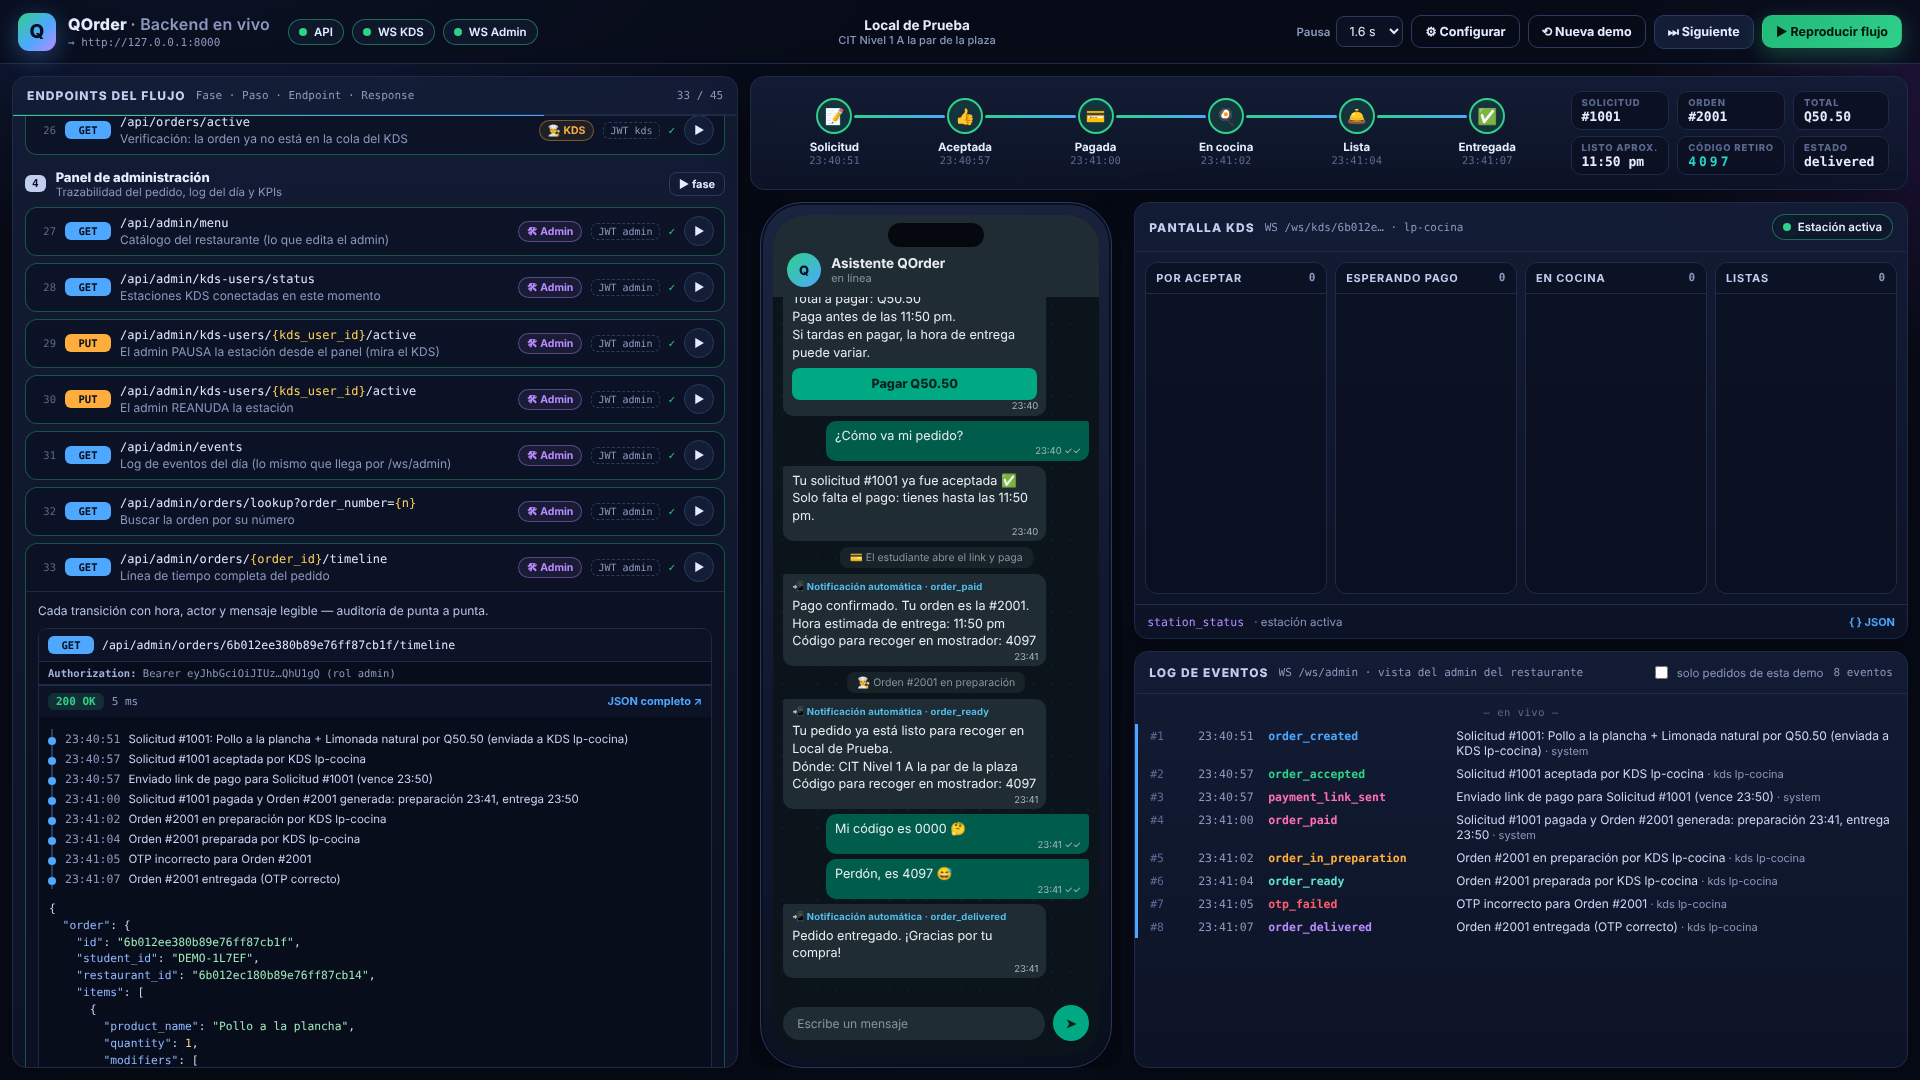 Q
QOrder · Backend en vivo
→ http://127.0.0.1:8000
API
WS KDS
WS Admin
Local de Prueba
CIT Nivel 1 A la par de la plaza
Pausa
1.6 s
⚙ Configurar
⟲ Nueva demo
⏭ Siguiente
▶ Reproducir flujo
ENDPOINTS DEL FLUJO Fase · Paso · Endpoint · Response
33 / 45
26 GET /api/orders/active
Verificación: la orden ya no está en la cola del KDS
KDS JWT kds ✓ ▶
4 Panel de administración
Trazabilidad del pedido, log del día y KPIs
▶ fase
27 GET /api/admin/menu
Catálogo del restaurante (lo que edita el admin)
Admin JWT admin ✓ ▶
28 GET /api/admin/kds-users/status
Estaciones KDS conectadas en este momento
Admin JWT admin ✓ ▶
29 PUT /api/admin/kds-users/{kds_user_id}/active
El admin PAUSA la estación desde el panel (mira el KDS)
Admin JWT admin ✓ ▶
30 PUT /api/admin/kds-users/{kds_user_id}/active
El admin REANUDA la estación
Admin JWT admin ✓ ▶
31 GET /api/admin/events
Log de eventos del día (lo mismo que llega por /ws/admin)
Admin JWT admin ✓ ▶
32 GET /api/admin/orders/lookup?order_number={n}
Buscar la orden por su número
Admin JWT admin ✓ ▶
33 GET /api/admin/orders/{order_id}/timeline
Línea de tiempo completa del pedido
Admin JWT admin ✓ ▶
Cada transición con hora, actor y mensaje legible — auditoría de punta a punta.
GET /api/admin/orders/6b012ee380b89e76ff87cb1f/timeline
Authorization: Bearer eyJhbGciOiJIUz…QhU1gQ (rol admin)
200 OK 5 ms
JSON completo ↗
23:40:51 Solicitud #1001: Pollo a la plancha + Limonada natural por Q50.50 (enviada a KDS lp-cocina)
23:40:57 Solicitud #1001 aceptada por KDS lp-cocina
23:40:57 Enviado link de pago para Solicitud #1001 (vence 23:50)
23:41:00 Solicitud #1001 pagada y Orden #2001 generada: preparación 23:41, entrega 23:50
23:41:02 Orden #2001 en preparación por KDS lp-cocina
23:41:04 Orden #2001 preparada por KDS lp-cocina
23:41:05 OTP incorrecto para Orden #2001
23:41:07 Orden #2001 entregada (OTP correcto)
{
"order": {
"id": "6b012ee380b89e76ff87cb1f",
"student_id": "DEMO-1L7EF",
"restaurant_id": "6b012ec180b89e76ff87cb14",
"items": [
{
"product_name": "Pollo a la plancha",
"quantity": 1,
"modifiers": [
Solicitud
23:40:51
Aceptada
23:40:57
Pagada
23:41:00
En cocina
23:41:02
Lista
23:41:04
Entregada
23:41:07
SOLICITUD
#1001
ORDEN
#2001
TOTAL
Q50.50
LISTO APROX.
11:50 pm
CÓDIGO RETIRO
4097
ESTADO
delivered
Q
Asistente QOrder
en línea
Total a pagar: Q50.50
Paga antes de las 11:50 pm.
Si tardas en pagar, la hora de entrega
puede variar.
Pagar Q50.50
23:40
¿Cómo va mi pedido?
23:40 ✓✓
Tu solicitud #1001 ya fue aceptada ✅
Solo falta el pago: tienes hasta las 11:50
pm.
23:40
💳 El estudiante abre el link y paga
📲 Notificación automática · order_paid
Pago confirmado. Tu orden es la #2001.
Hora estimada de entrega: 11:50 pm
Código para recoger en mostrador: 4097
23:41
Orden #2001 en preparación
📲 Notificación automática · order_ready
Tu pedido ya está listo para recoger en
Local de Prueba.
Dónde: CIT Nivel 1 A la par de la plaza
Código para recoger en mostrador: 4097
23:41
Mi código es 0000 🤔
23:41 ✓✓
Perdón, es 4097 😅
23:41 ✓✓
📲 Notificación automática · order_delivered
Pedido entregado. ¡Gracias por tu
compra!
23:41
Escribe un mensaje
PANTALLA KDS WS /ws/kds/6b012e… · lp-cocina
Estación activa
POR ACEPTAR 0
ESPERANDO PAGO 0
EN COCINA 0
LISTAS 0
station_status · estación activa
{ } JSON
LOG DE EVENTOS WS /ws/admin · vista del admin del restaurante
solo pedidos de esta demo 8 eventos
— en vivo —
#1 23:40:51 order_created Solicitud #1001: Pollo a la plancha + Limonada natural por Q50.50 (enviada a
KDS lp-cocina) · system
#2 23:40:57 order_accepted Solicitud #1001 aceptada por KDS lp-cocina · kds lp-cocina
#3 23:40:57 payment_link_sent Enviado link de pago para Solicitud #1001 (vence 23:50) · system
#4 23:41:00 order_paid Solicitud #1001 pagada y Orden #2001 generada: preparación 23:41, entrega
23:50 · system
#5 23:41:02 order_in_preparation Orden #2001 en preparación por KDS lp-cocina · kds lp-cocina
#6 23:41:04 order_ready Orden #2001 preparada por KDS lp-cocina · kds lp-cocina
#7 23:41:05 otp_failed OTP incorrecto para Orden #2001 · kds lp-cocina
#8 23:41:07 order_delivered Orden #2001 entregada (OTP correcto) · kds lp-cocina